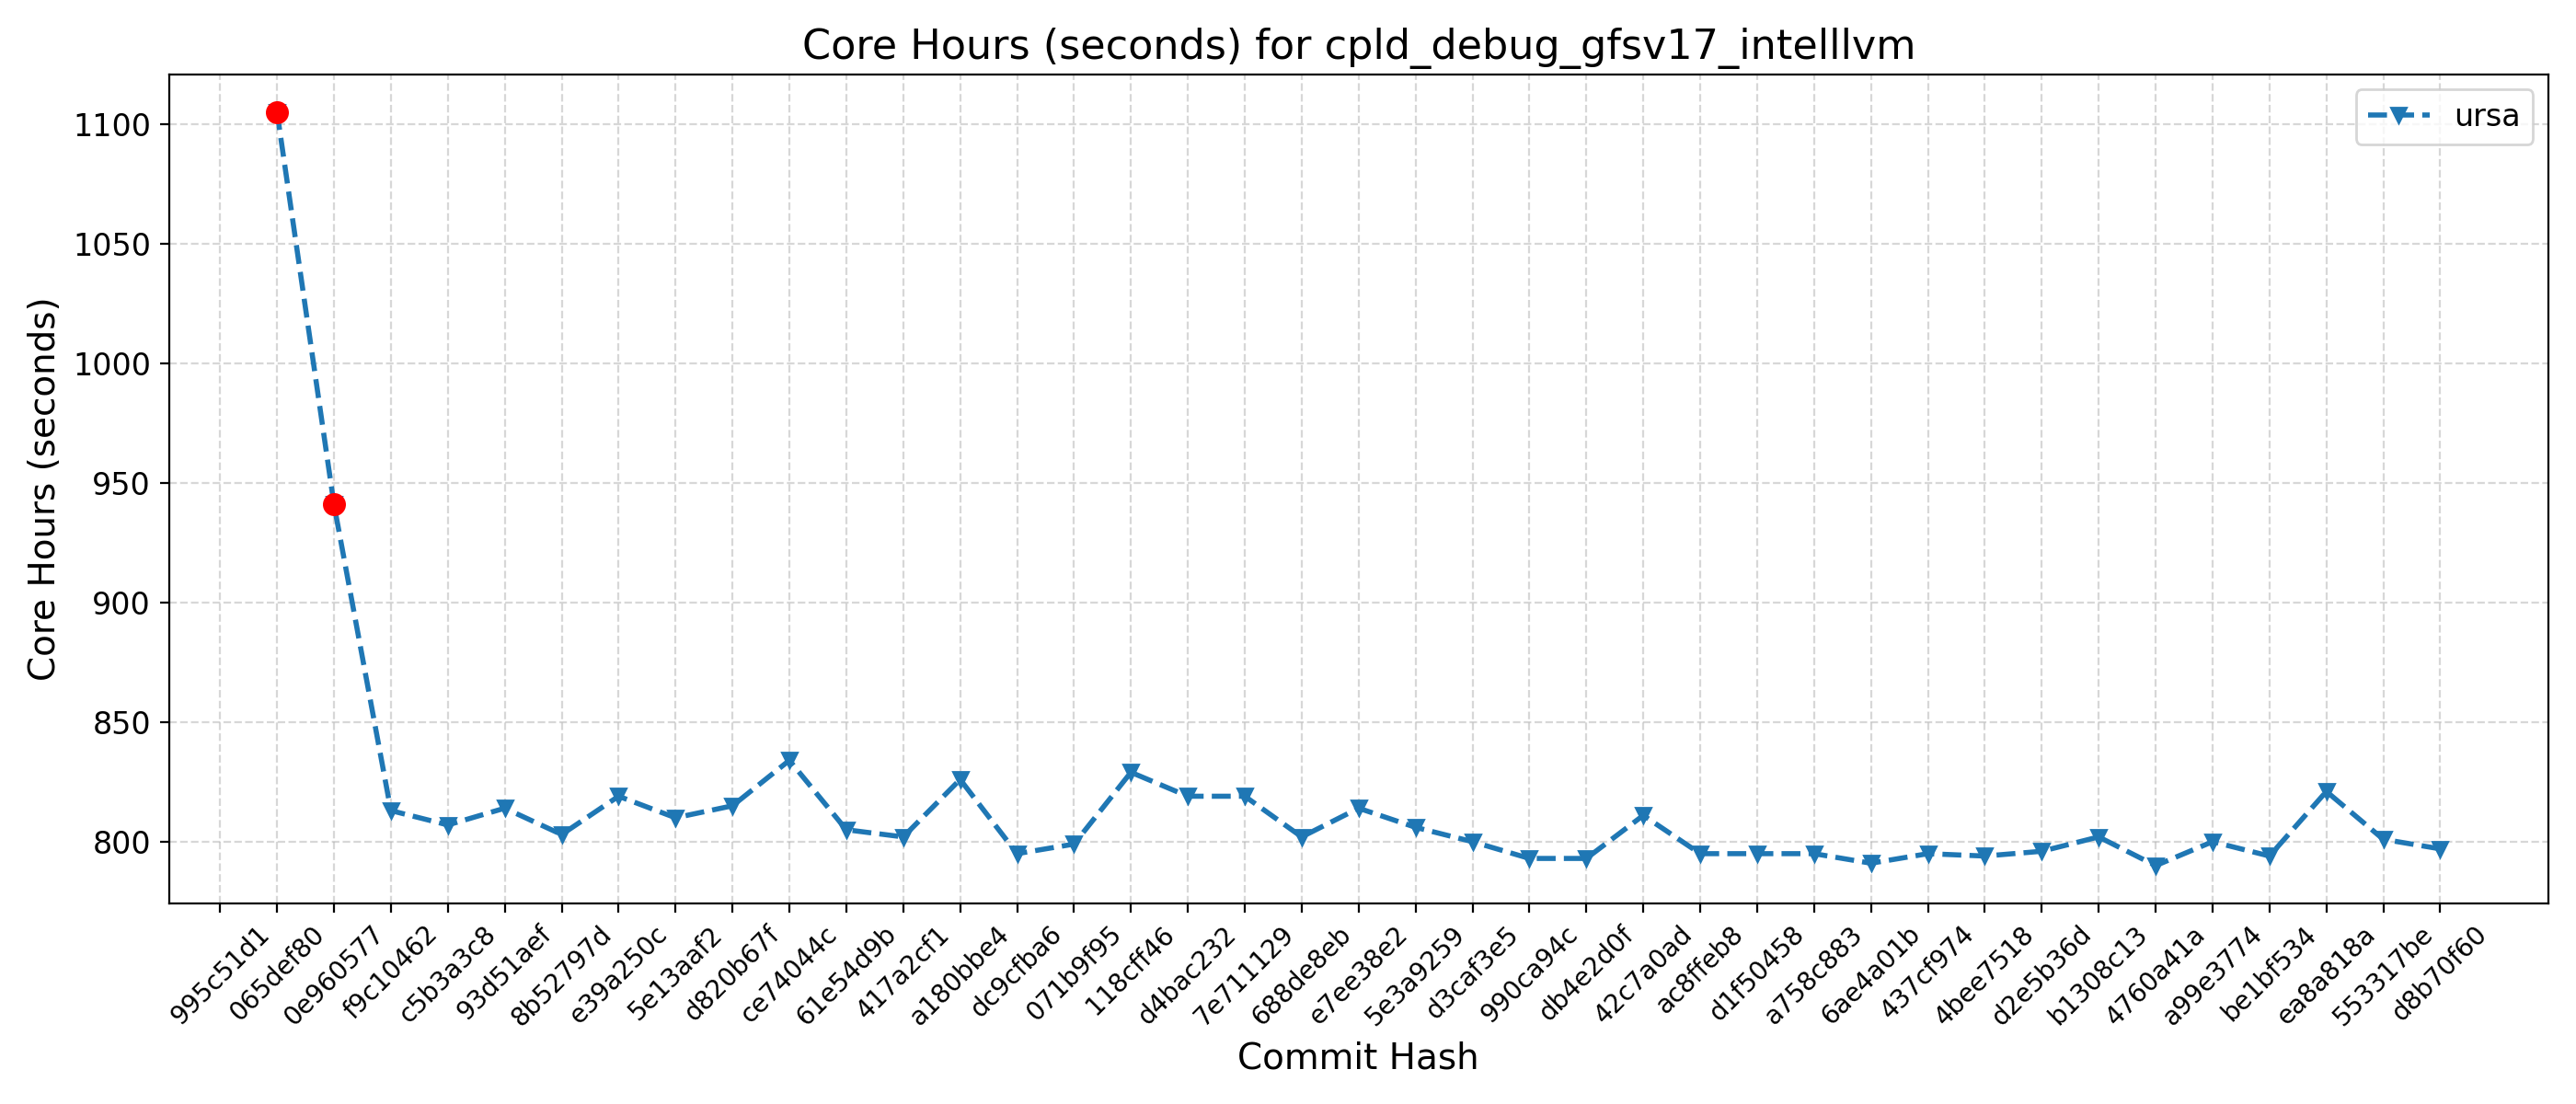 Core Hours (seconds) for cpld_debug_gfsv17_intelllvm
ursa
Core Hours (seconds)
1100
1050
1000
950
900
850
800
995c51d1
065def80
0e960577
f9c10462
c5b3a3c8
93d51aef
8b52797d
e39a250c
5e13aaf2
d820b67f
ce74044c
61e54d9b
417a2cf1
a180bbe4
dc9cfba6
071b9f95
118cff46
d4bac232
7e711129
688de8eb
e7ee38e2
5e3a9259
d3caf3e5
990ca94c
db4e2d0f
42c7a0ad
ac8ffeb8
d1f50458
a758c883
6ae4a01b
437cf974
4bee7518
d2e5b36d
b1308c13
4760a41a
a99e3774
be1bf534
ea8a818a
553317be
d8b70f60
Commit Hash